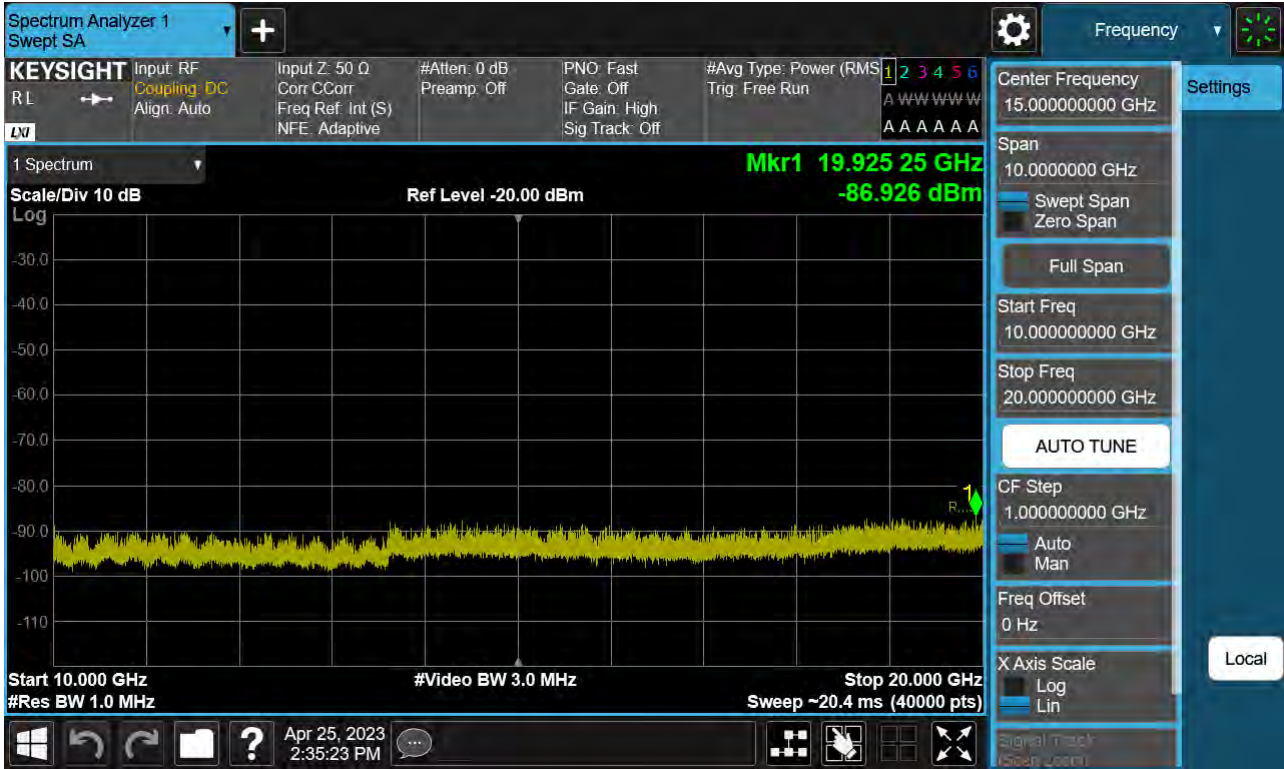 Spectrum Analyzer 1
Swept SA
Frequency
KEYSIGHT
R L
LXI
Input: RF
Coupling: DC
Align: Auto
Input Z: 50 Ω
Corr CCorr
Freq Ref: Int (S)
NFE: Adaptive
#Atten: 0 dB
Preamp: Off
PNO: Fast
Gate: Off
IF Gain: High
Sig Track: Off
#Avg Type: Power (RMS
Trig: Free Run
1 2 3 4 5 6
A W W W W W
A A A A A A
1 Spectrum
Scale/Div 10 dB
Log
Ref Level -20.00 dBm
Mkr1 19.925 25 GHz
-86.926 dBm
-30.0
-40.0
-50.0
-60.0
-70.0
-80.0
-90.0
-100
-110
1
R....
Start 10.000 GHz
#Res BW 1.0 MHz
#Video BW 3.0 MHz
Stop 20.000 GHz
Sweep ~20.4 ms (40000 pts)
Center Frequency
15.000000000 GHz
Span
10.0000000 GHz
Swept Span
Zero Span
Full Span
Start Freq
10.000000000 GHz
Stop Freq
20.000000000 GHz
AUTO TUNE
CF Step
1.000000000 GHz
Auto
Man
Freq Offset
0 Hz
X Axis Scale
Log
Lin
Signal Track
(Span Zoom)
Settings
Local
?
Apr 25, 2023
2:35:23 PM